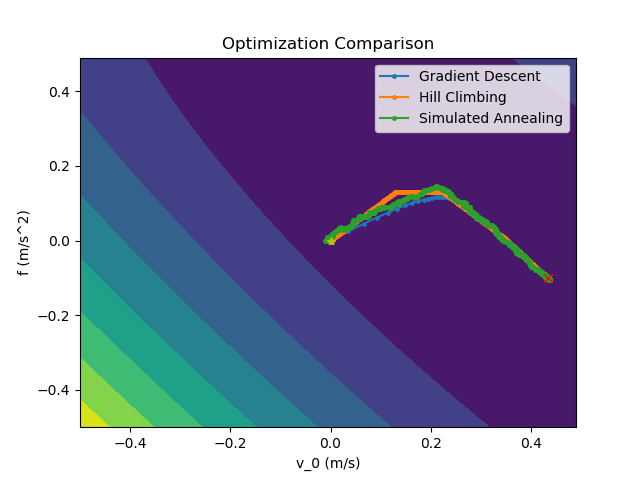 Optimization Comparison
Gradient Descent
Hill Climbing
Simulated Annealing
f (m/s^2)
0.4
0.2
0.0
−0.2
−0.4
−0.4
−0.2
0.0
0.2
0.4
v_0 (m/s)